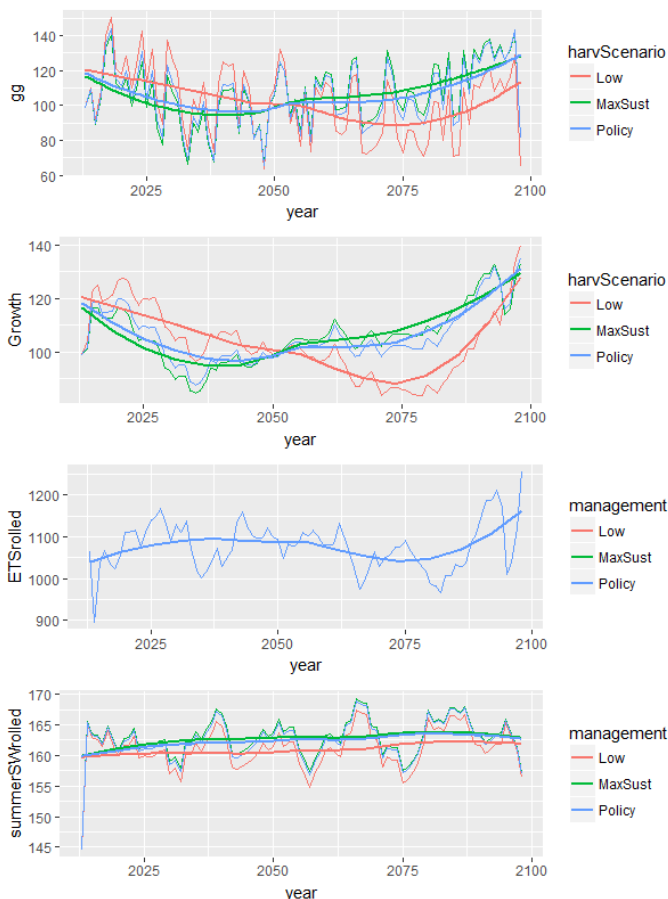 140
120
100
80
60
gg
2025
2050
2075
2100
year
harvScenario
Low
MaxSust
Policy
140
120
100
Growth
2025
2050
2075
2100
year
harvScenario
Low
MaxSust
Policy
1200
1100
1000
900
ETSrolled
2025
2050
2075
2100
year
management
Low
MaxSust
Policy
170
165
160
155
150
145
summerSWrolled
2025
2050
2075
2100
year
management
Low
MaxSust
Policy